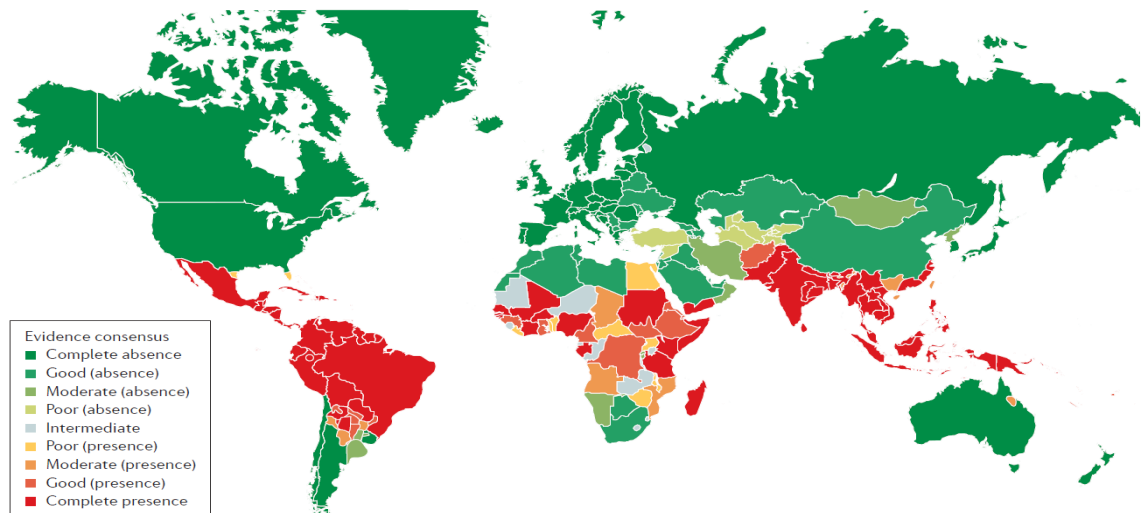 Evidence consensus
Complete absence
Good (absence)
Moderate (absence)
Poor (absence)
Intermediate
Poor (presence)
Moderate (presence)
Good (presence)
Complete presence